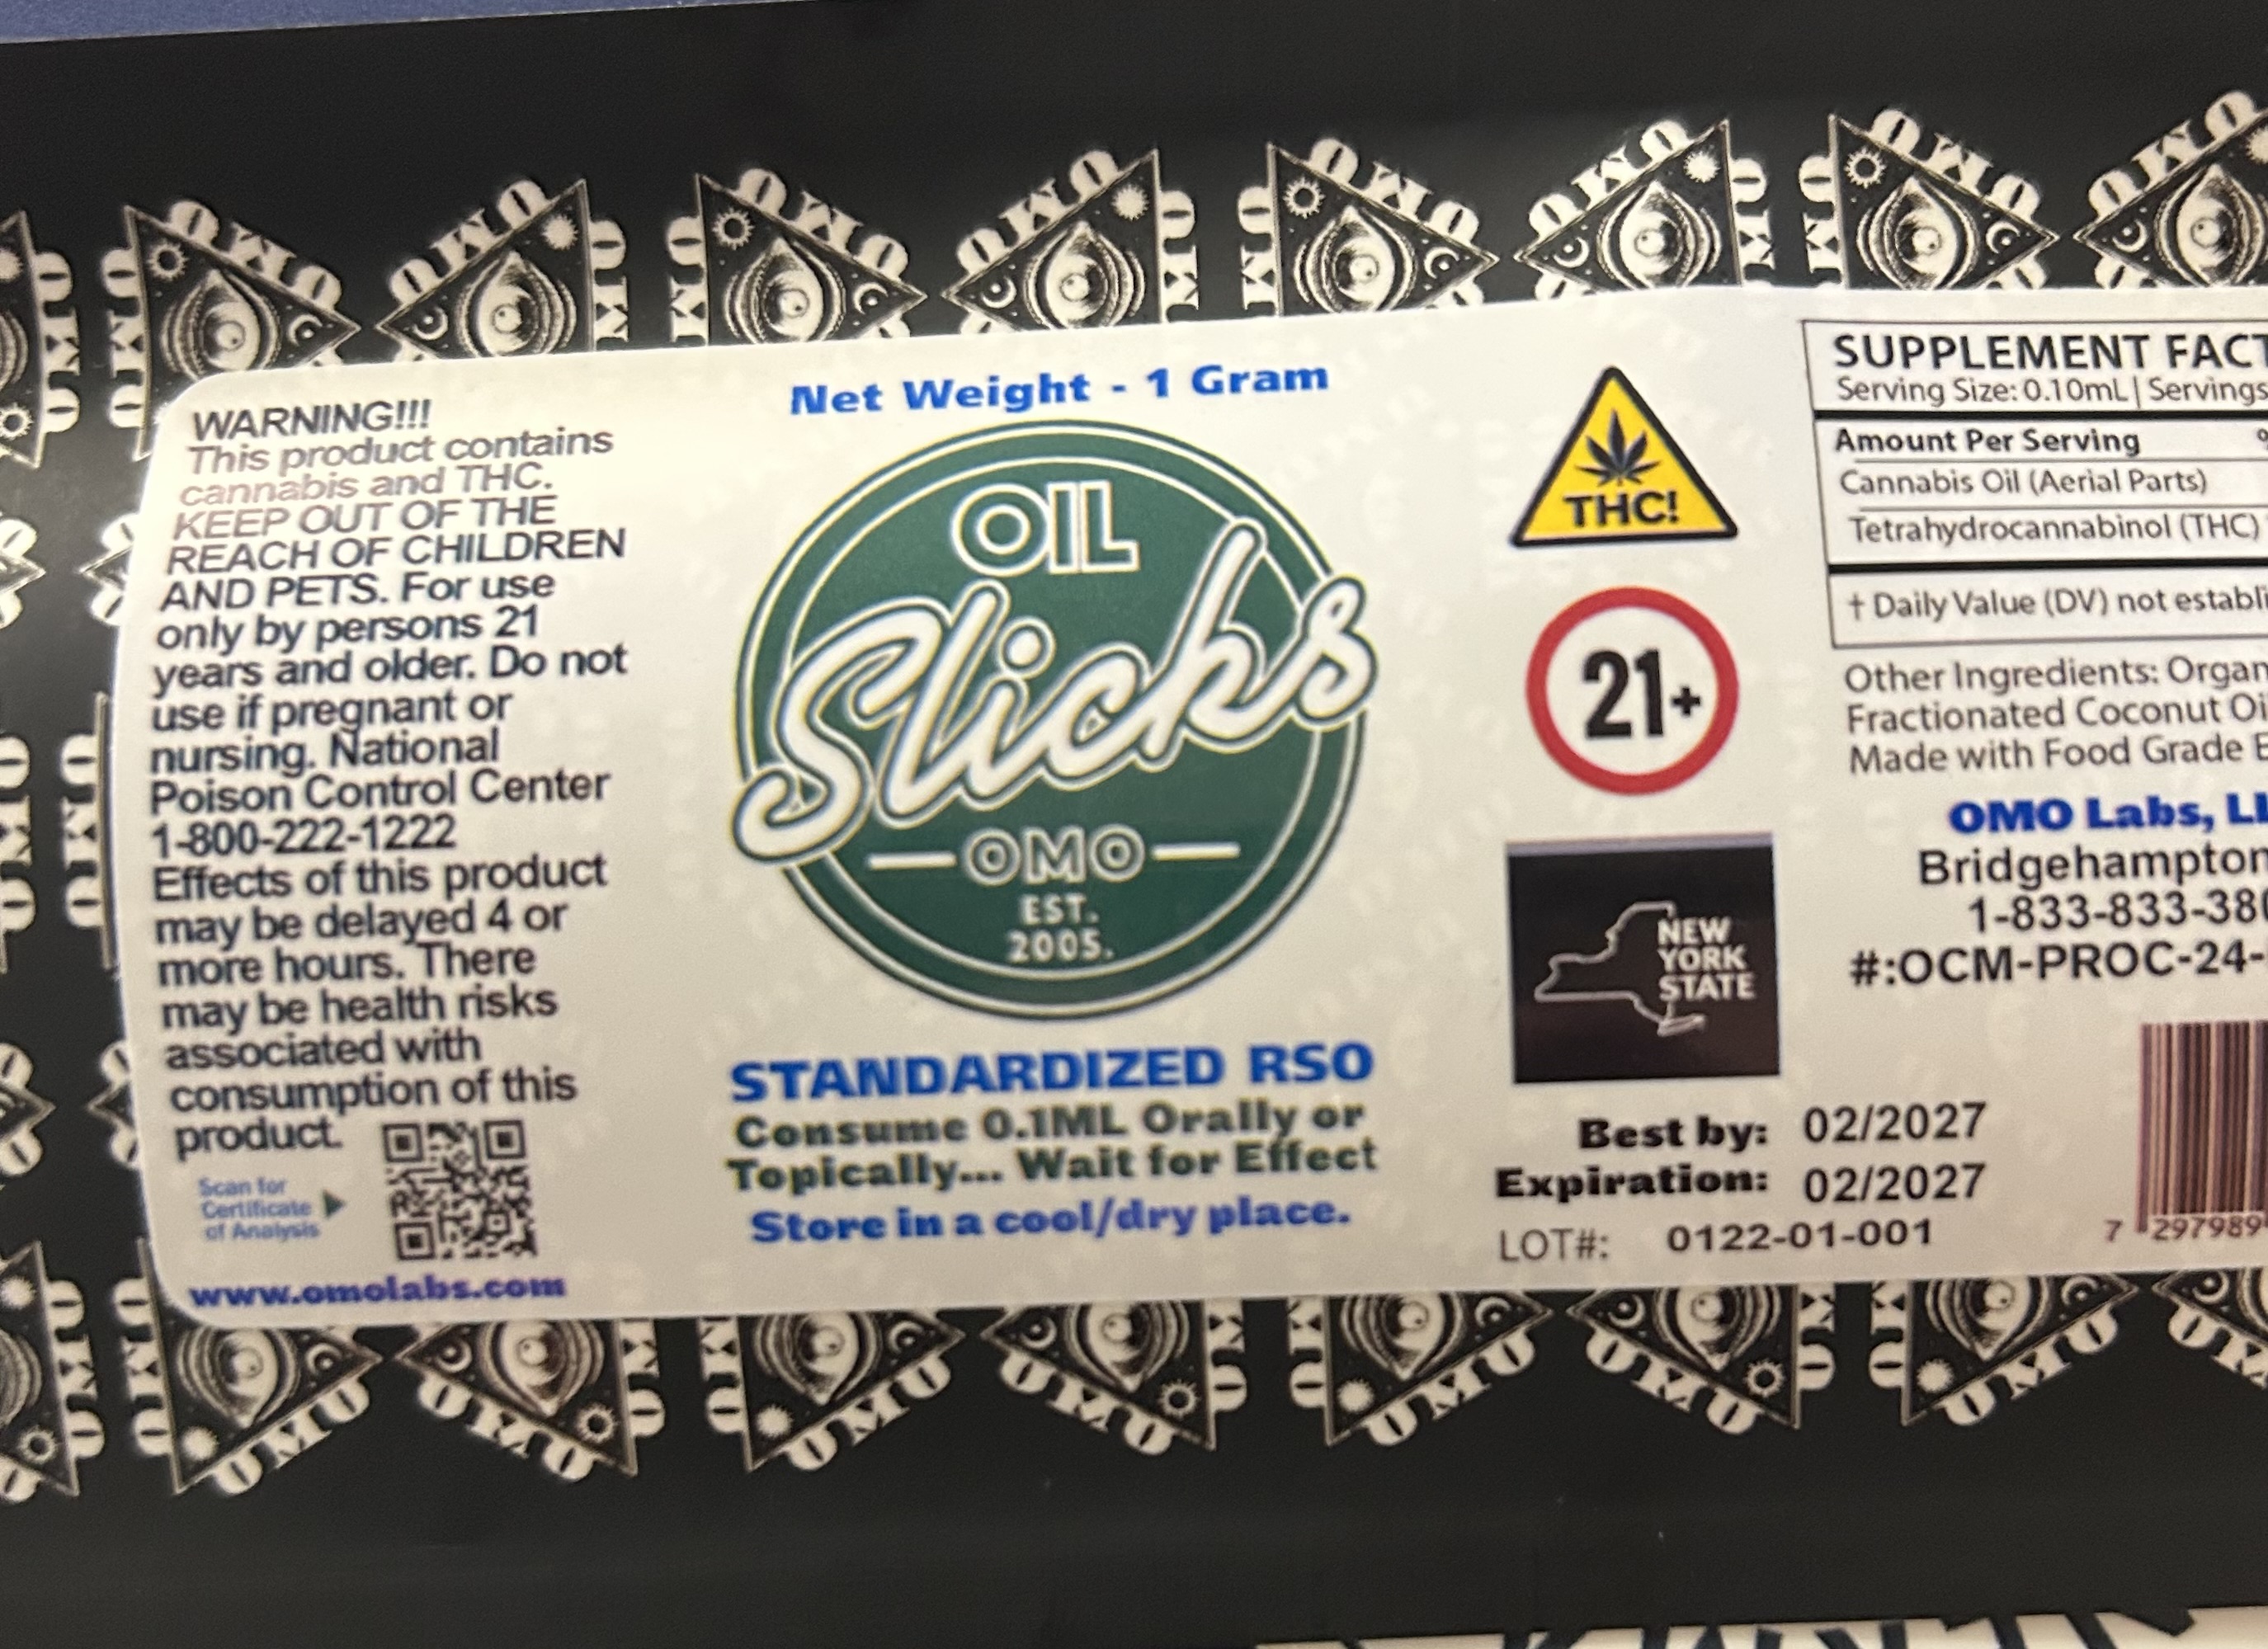 WARNING!!!
This product contains
cannabis and THC.
KEEP OUT OF THE
REACH OF CHILDREN
AND PETS. For use
only by persons 21
years and older. Do not
use if pregnant or
nursing. National
Poison Control Center
1-800-222-1222
Effects of this product
may be delayed 4 or
more hours. There
may be health risks
associated with
consumption of this
product.
Scan for
Certificate
of Analysis
www.omolabs.com
Net Weight - 1 Gram
OIL
Slicks
OMO
EST.
2005.
STANDARDIZED RSO
Consume 0.1ML Orally or
Topically... Wait for Effect
Store in a cool/dry place.
THC!
21+
NEW
YORK
STATE
Best by: 02/2027
Expiration: 02/2027
LOT#: 0122-01-001
SUPPLEMENT FACT
Serving Size: 0.10mL | Servings
Amount Per Serving %
Cannabis Oil (Aerial Parts)
Tetrahydrocannabinol (THC)
† Daily Value (DV) not establi
Other Ingredients: Organ
Fractionated Coconut Oi
Made with Food Grade E
OMO Labs, LL
Bridgehampton
1-833-833-380
#:OCM-PROC-24-
7 297989